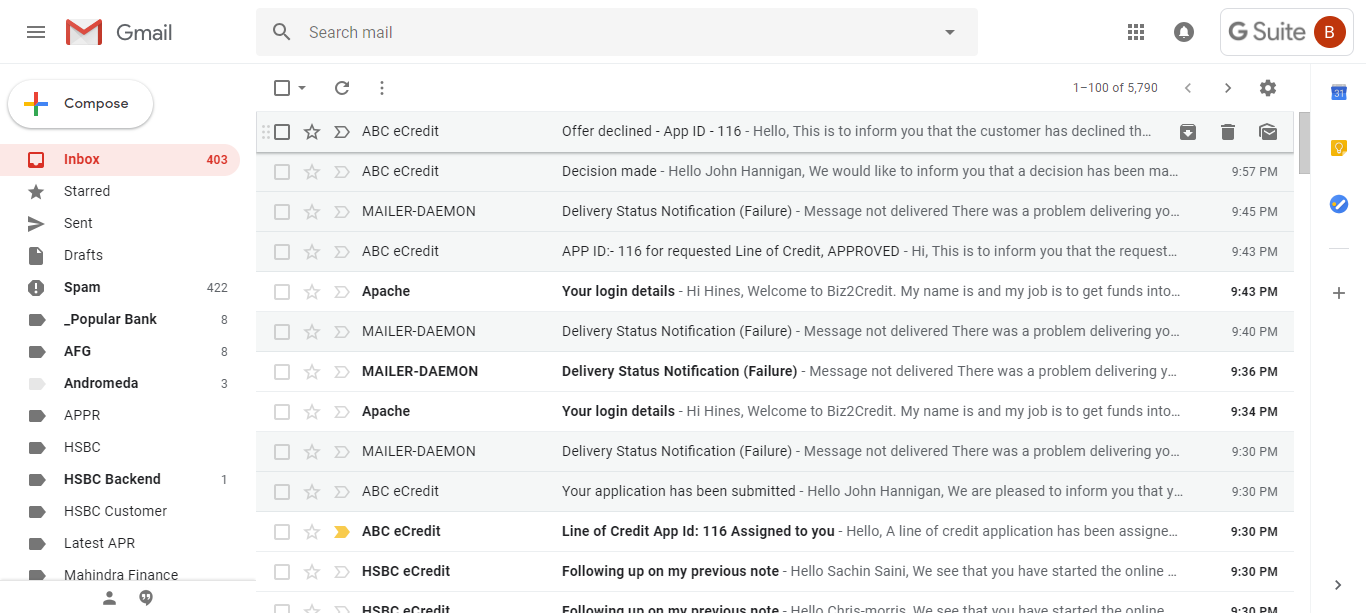 Gmail
Search mail
G Suite B
Compose
1–100 of 5,790
31
Inbox 403
Starred
Sent
Drafts
Spam 422
_Popular Bank 8
AFG 8
Andromeda 3
APPR
HSBC
HSBC Backend 1
HSBC Customer
Latest APR
Mahindra Finance
ABC eCredit Offer declined - App ID - 116 - Hello, This is to inform you that the customer has declined th…
ABC eCredit Decision made - Hello John Hannigan, We would like to inform you that a decision has been ma… 9:57 PM
MAILER-DAEMON Delivery Status Notification (Failure) - Message not delivered There was a problem delivering yo… 9:45 PM
ABC eCredit APP ID:- 116 for requested Line of Credit, APPROVED - Hi, This is to inform you that the request… 9:43 PM
Apache Your login details - Hi Hines, Welcome to Biz2Credit. My name is and my job is to get funds into… 9:43 PM
MAILER-DAEMON Delivery Status Notification (Failure) - Message not delivered There was a problem delivering yo… 9:40 PM
MAILER-DAEMON Delivery Status Notification (Failure) - Message not delivered There was a problem delivering y… 9:36 PM
Apache Your login details - Hi Hines, Welcome to Biz2Credit. My name is and my job is to get funds into… 9:34 PM
MAILER-DAEMON Delivery Status Notification (Failure) - Message not delivered There was a problem delivering yo… 9:30 PM
ABC eCredit Your application has been submitted - Hello John Hannigan, We are pleased to inform you that y… 9:30 PM
ABC eCredit Line of Credit App Id: 116 Assigned to you - Hello, A line of credit application has been assigne… 9:30 PM
HSBC eCredit Following up on my previous note - Hello Sachin Saini, We see that you have started the online … 9:30 PM
HSBC eCredit Following up on my previous note - Hello Chris-morris, We see that you have started the online … 9:30 PM